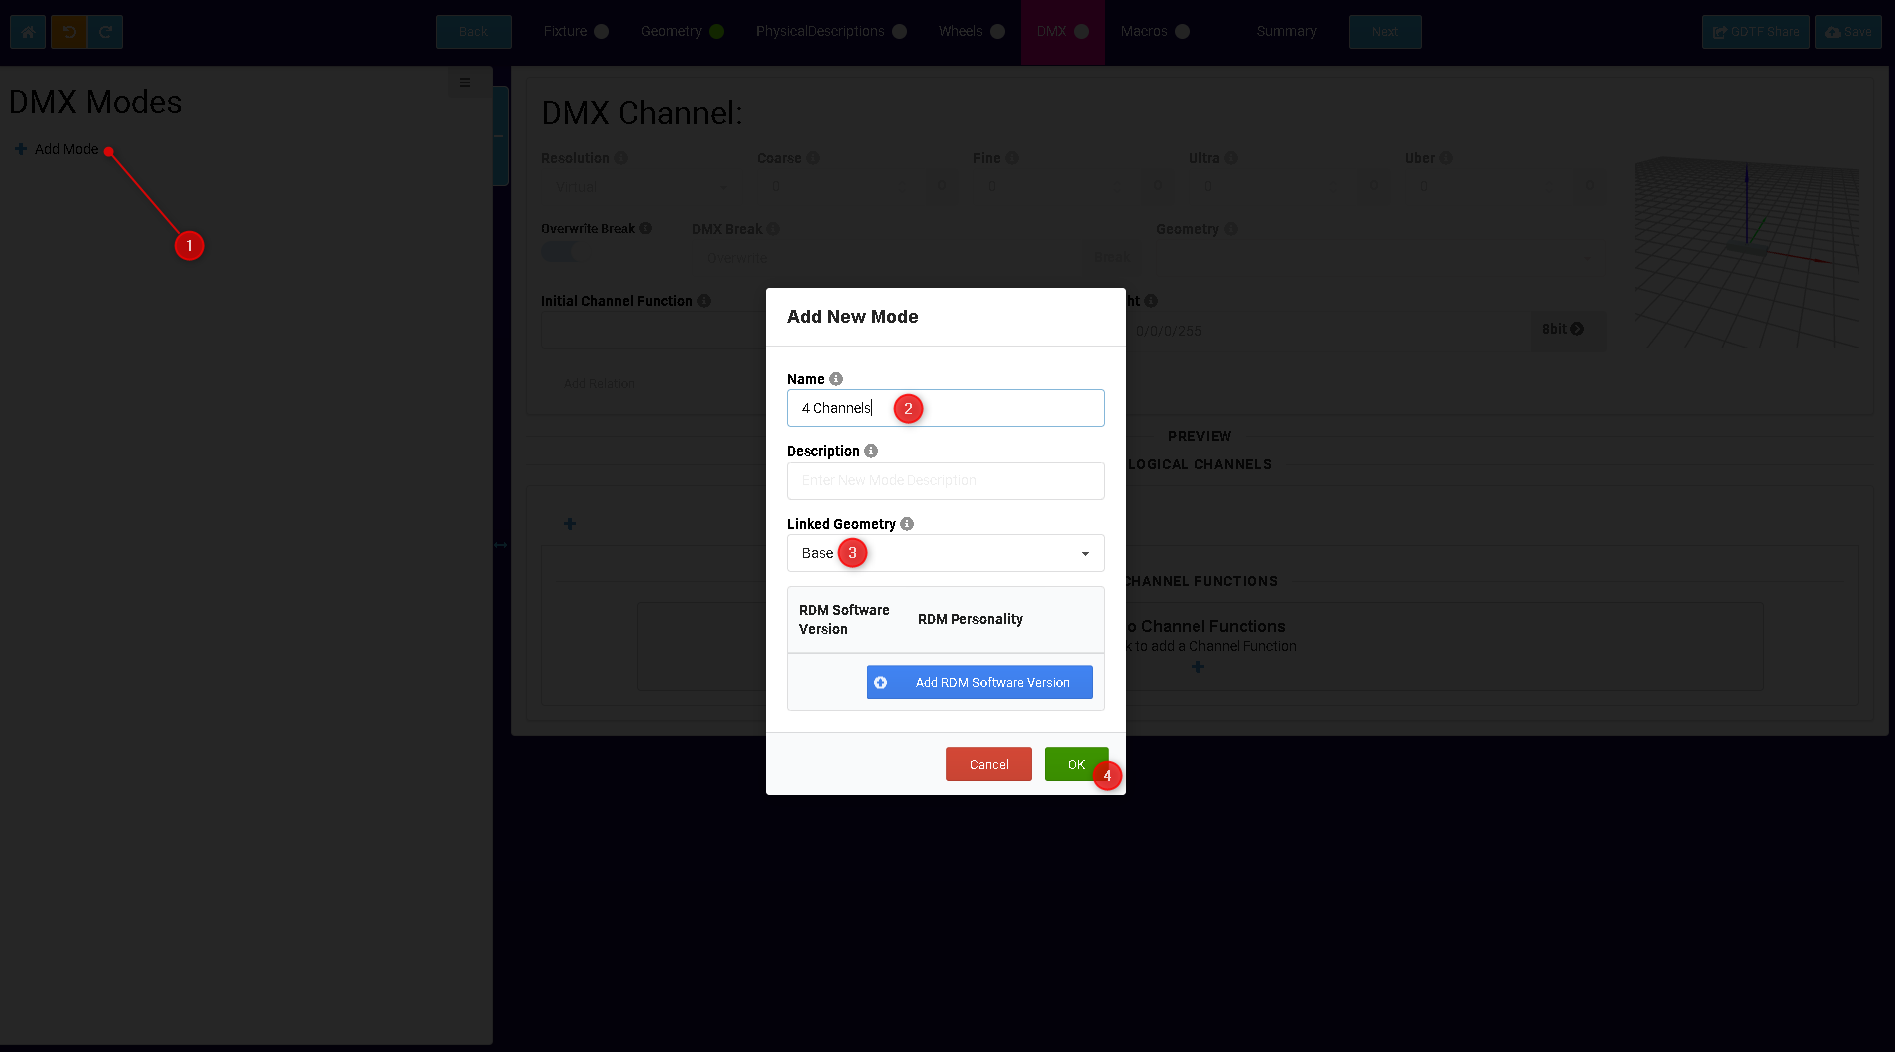 Back
Fixture
Geometry
PhysicalDescriptions
Wheels
DMX
Macros
Summary
Next
GDTF Share
Save
DMX Modes
Add Mode
1
DMX Channel:
Resolution
Coarse
Fine
Ultra
Uber
Virtual
0
0
0
0
Overwrite Break
DMX Break
Geometry
Overwrite
Break
Initial Channel Function
ht
0/0/0/255
8bit
Add Relation
PREVIEW
LOGICAL CHANNELS
CHANNEL FUNCTIONS
o Channel Functions
k to add a Channel Function
Add New Mode
Name
4 Channels
2
Description
Enter New Mode Description
Linked Geometry
Base
3
RDM Software
Version
RDM Personality
Add RDM Software Version
Cancel
OK
4